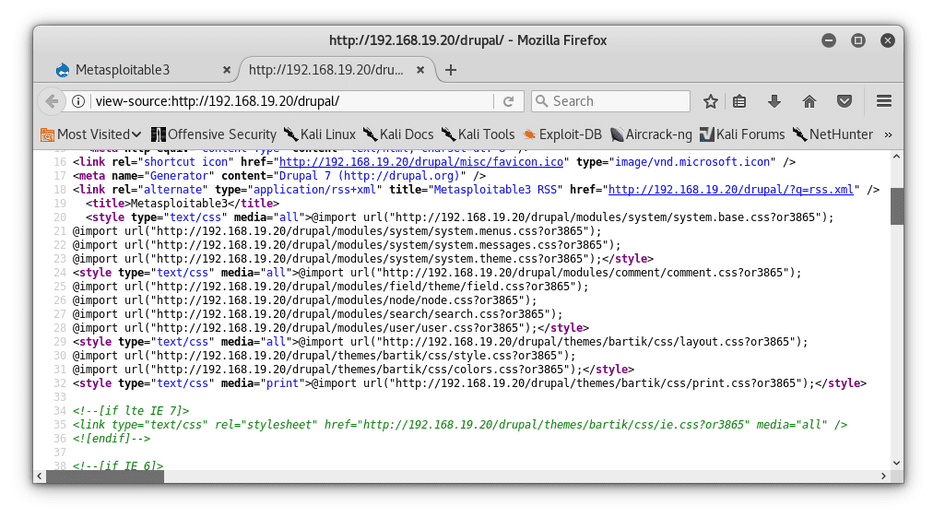 http://192.168.19.20/drupal/ - Mozilla Firefox
Metasploitable3 × http://192.168.19.20/dru... × +
view-source:http://192.168.19.20/drupal/ Search
Most Visited Offensive Security Kali Linux Kali Docs Kali Tools Exploit-DB Aircrack-ng Kali Forums NetHunter »
16 <link rel="shortcut icon" href="http://192.168.19.20/drupal/misc/favicon.ico" type="image/vnd.microsoft.icon" />
17 <meta name="Generator" content="Drupal 7 (http://drupal.org)" />
18 <link rel="alternate" type="application/rss+xml" title="Metasploitable3 RSS" href="http://192.168.19.20/drupal/?q=rss.xml" />
19 <title>Metasploitable3</title>
20 <style type="text/css" media="all">@import url("http://192.168.19.20/drupal/modules/system/system.base.css?or3865");
21 @import url("http://192.168.19.20/drupal/modules/system/system.menus.css?or3865");
22 @import url("http://192.168.19.20/drupal/modules/system/system.messages.css?or3865");
23 @import url("http://192.168.19.20/drupal/modules/system/system.theme.css?or3865");</style>
24 <style type="text/css" media="all">@import url("http://192.168.19.20/drupal/modules/comment/comment.css?or3865");
25 @import url("http://192.168.19.20/drupal/modules/field/theme/field.css?or3865");
26 @import url("http://192.168.19.20/drupal/modules/node/node.css?or3865");
27 @import url("http://192.168.19.20/drupal/modules/search/search.css?or3865");
28 @import url("http://192.168.19.20/drupal/modules/user/user.css?or3865");</style>
29 <style type="text/css" media="all">@import url("http://192.168.19.20/drupal/themes/bartik/css/layout.css?or3865");
30 @import url("http://192.168.19.20/drupal/themes/bartik/css/style.css?or3865");
31 @import url("http://192.168.19.20/drupal/themes/bartik/css/colors.css?or3865");</style>
32 <style type="text/css" media="print">@import url("http://192.168.19.20/drupal/themes/bartik/css/print.css?or3865");</style>
33
34 <!--[if lte IE 7]>
35 <link type="text/css" rel="stylesheet" href="http://192.168.19.20/drupal/themes/bartik/css/ie.css?or3865" media="all" />
36 <![endif]-->
37
38 <!--[if IE 6]>